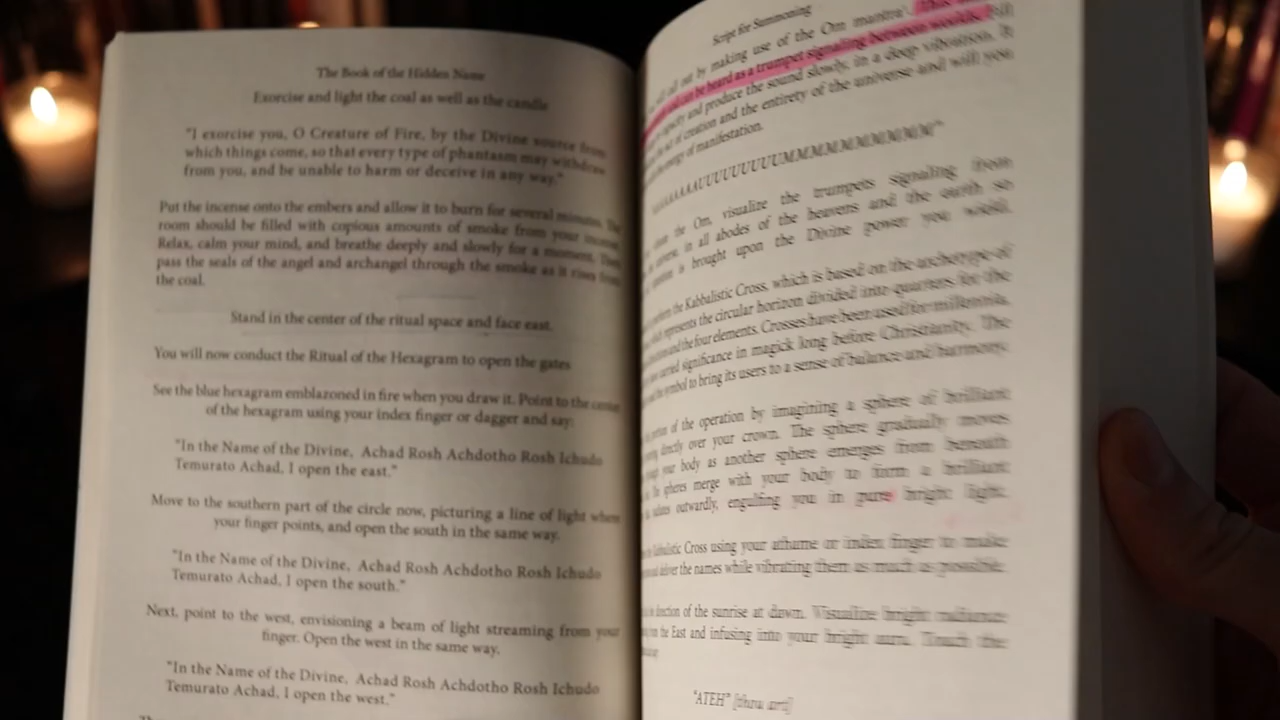 The Book of the Hidden Name
Exorcise and light the coal as well as the candle
"I exorcise you, O Creature of Fire, by the Divine source from
which things come, so that every type of phantasm may withdraw
from you, and be unable to harm or deceive in any way."
Put the incense onto the embers and allow it to burn for several minutes. The
room should be filled with copious amounts of smoke from your incense.
Relax, calm your mind, and breathe deeply and slowly for a moment. Then
pass the seals of the angel and archangel through the smoke as it rises from
the coal.
Stand in the center of the ritual space and face east.
You will now conduct the Ritual of the Hexagram to open the gates
See the blue hexagram emblazoned in fire when you draw it. Point to the center
of the hexagram using your index finger or dagger and say:
"In the Name of the Divine, Achad Rosh Achdotho Rosh Ichudo
Temurato Achad, I open the east."
Move to the southern part of the circle now, picturing a line of light where
your finger points, and open the south in the same way.
"In the Name of the Divine, Achad Rosh Achdotho Rosh Ichudo
Temurato Achad, I open the south."
Next, point to the west, envisioning a beam of light streaming from your
finger. Open the west in the same way.
"In the Name of the Divine, Achad Rosh Achdotho Rosh Ichudo
Temurato Achad, I open the west."
Script for Summoning
all out by making use of the Om mantra. This
and can be heard as a trumpet signaling between worlds. Fill
capacity and produce the sound slowly, in a deep vibration. It
act of creation and the entirety of the universe and will you
energy of manifestation.
the Om, visualize the trumpets signaling from
in all abodes of the heavens and the earth so
is brought upon the Divine power you wield.
the Kabbalistic Cross, which is based on the archetype of
represents the circular horizon divided into quarters for the
and the four elements. Crosses have been used for millennia,
varied significance in magick long before Christianity. The
symbol to bring its users to a sense of balance and harmony.
portion of the operation by imagining a sphere of brilliant
directly over your crown. The sphere gradually moves
your body as another sphere emerges from beneath
spheres merge with your body to form a brilliant
outwardly, engulfing you in pure bright light.
Kabbalistic Cross using your athame or index finger to make
and deliver the names while vibrating them as much as possible.
direction of the sunrise at dawn. Visualize bright radiance
the East and infusing into your bright aura. Touch the
"ATEH" [thou art]